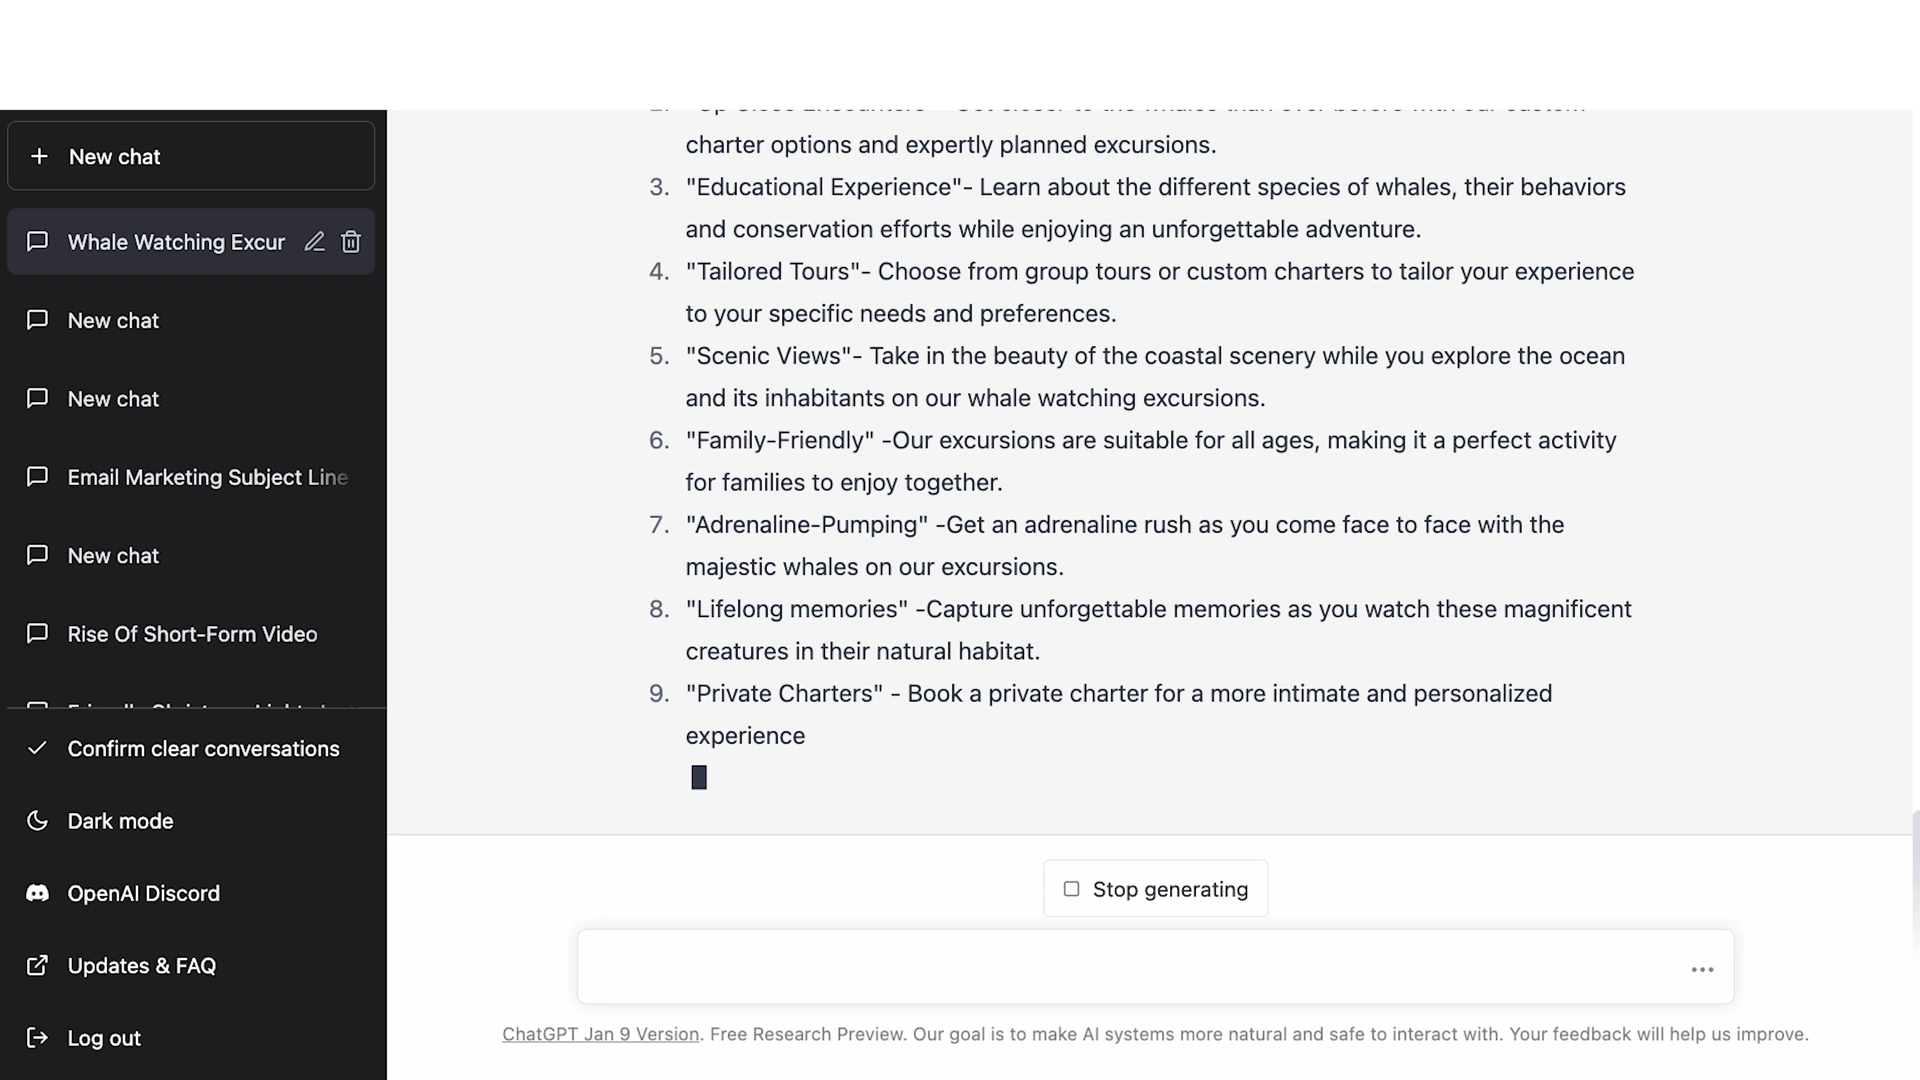 New chat
Whale Watching Excur
New chat
New chat
Email Marketing Subject Line
New chat
Rise Of Short-Form Video
Confirm clear conversations
Dark mode
OpenAI Discord
Updates & FAQ
Log out
charter options and expertly planned excursions.
3. "Educational Experience"- Learn about the different species of whales, their behaviors
and conservation efforts while enjoying an unforgettable adventure.
4. "Tailored Tours"- Choose from group tours or custom charters to tailor your experience
to your specific needs and preferences.
5. "Scenic Views"- Take in the beauty of the coastal scenery while you explore the ocean
and its inhabitants on our whale watching excursions.
6. "Family-Friendly" -Our excursions are suitable for all ages, making it a perfect activity
for families to enjoy together.
7. "Adrenaline-Pumping" -Get an adrenaline rush as you come face to face with the
majestic whales on our excursions.
8. "Lifelong memories" -Capture unforgettable memories as you watch these magnificent
creatures in their natural habitat.
9. "Private Charters" - Book a private charter for a more intimate and personalized
experience
Stop generating
ChatGPT Jan 9 Version. Free Research Preview. Our goal is to make AI systems more natural and safe to interact with. Your feedback will help us improve.